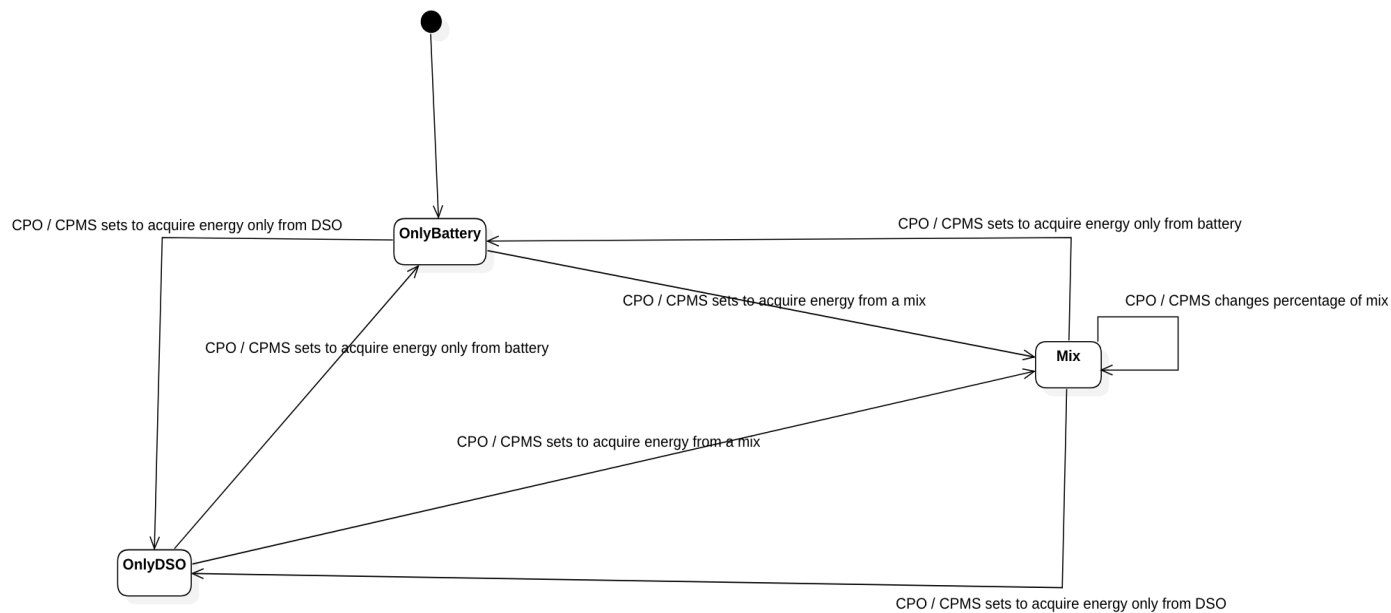 CPO / CPMS sets to acquire energy only from DSO
OnlyBattery
CPO / CPMS sets to acquire energy only from battery
CPO / CPMS sets to acquire energy from a mix
CPO / CPMS changes percentage of mix
CPO / CPMS sets to acquire energy only from battery
Mix
CPO / CPMS sets to acquire energy from a mix
OnlyDSO
CPO / CPMS sets to acquire energy only from DSO